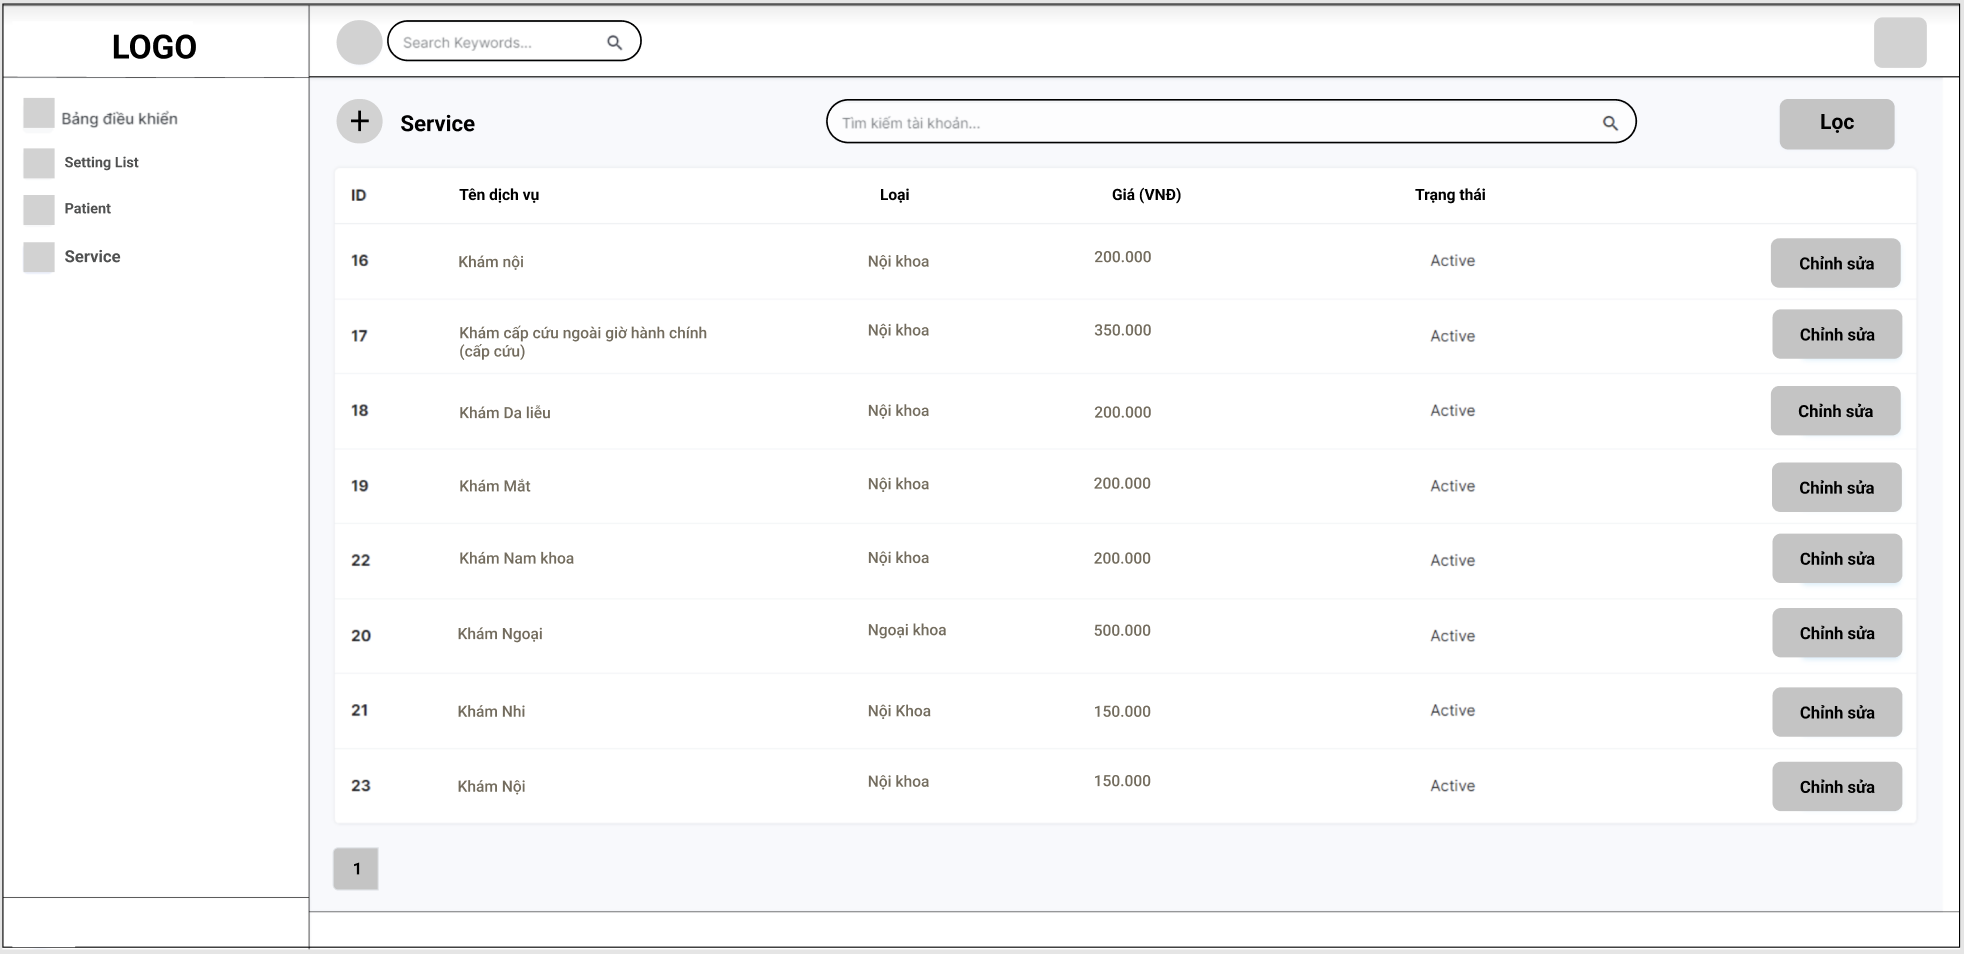 LOGO
Search Keywords...
Bảng điều khiển
Setting List
Patient
Service
+ Service
Tìm kiếm tài khoản...
Lọc
ID Tên dịch vụ Loại Giá (VNĐ) Trạng thái
16 Khám nội Nội khoa 200.000 Active Chỉnh sửa
17 Khám cấp cứu ngoài giờ hành chính Nội khoa 350.000 Active Chỉnh sửa
(cấp cứu)
18 Khám Da liễu Nội khoa 200.000 Active Chỉnh sửa
19 Khám Mắt Nội khoa 200.000 Active Chỉnh sửa
22 Khám Nam khoa Nội khoa 200.000 Active Chỉnh sửa
20 Khám Ngoại Ngoại khoa 500.000 Active Chỉnh sửa
21 Khám Nhi Nội Khoa 150.000 Active Chỉnh sửa
23 Khám Nội Nội khoa 150.000 Active Chỉnh sửa
1